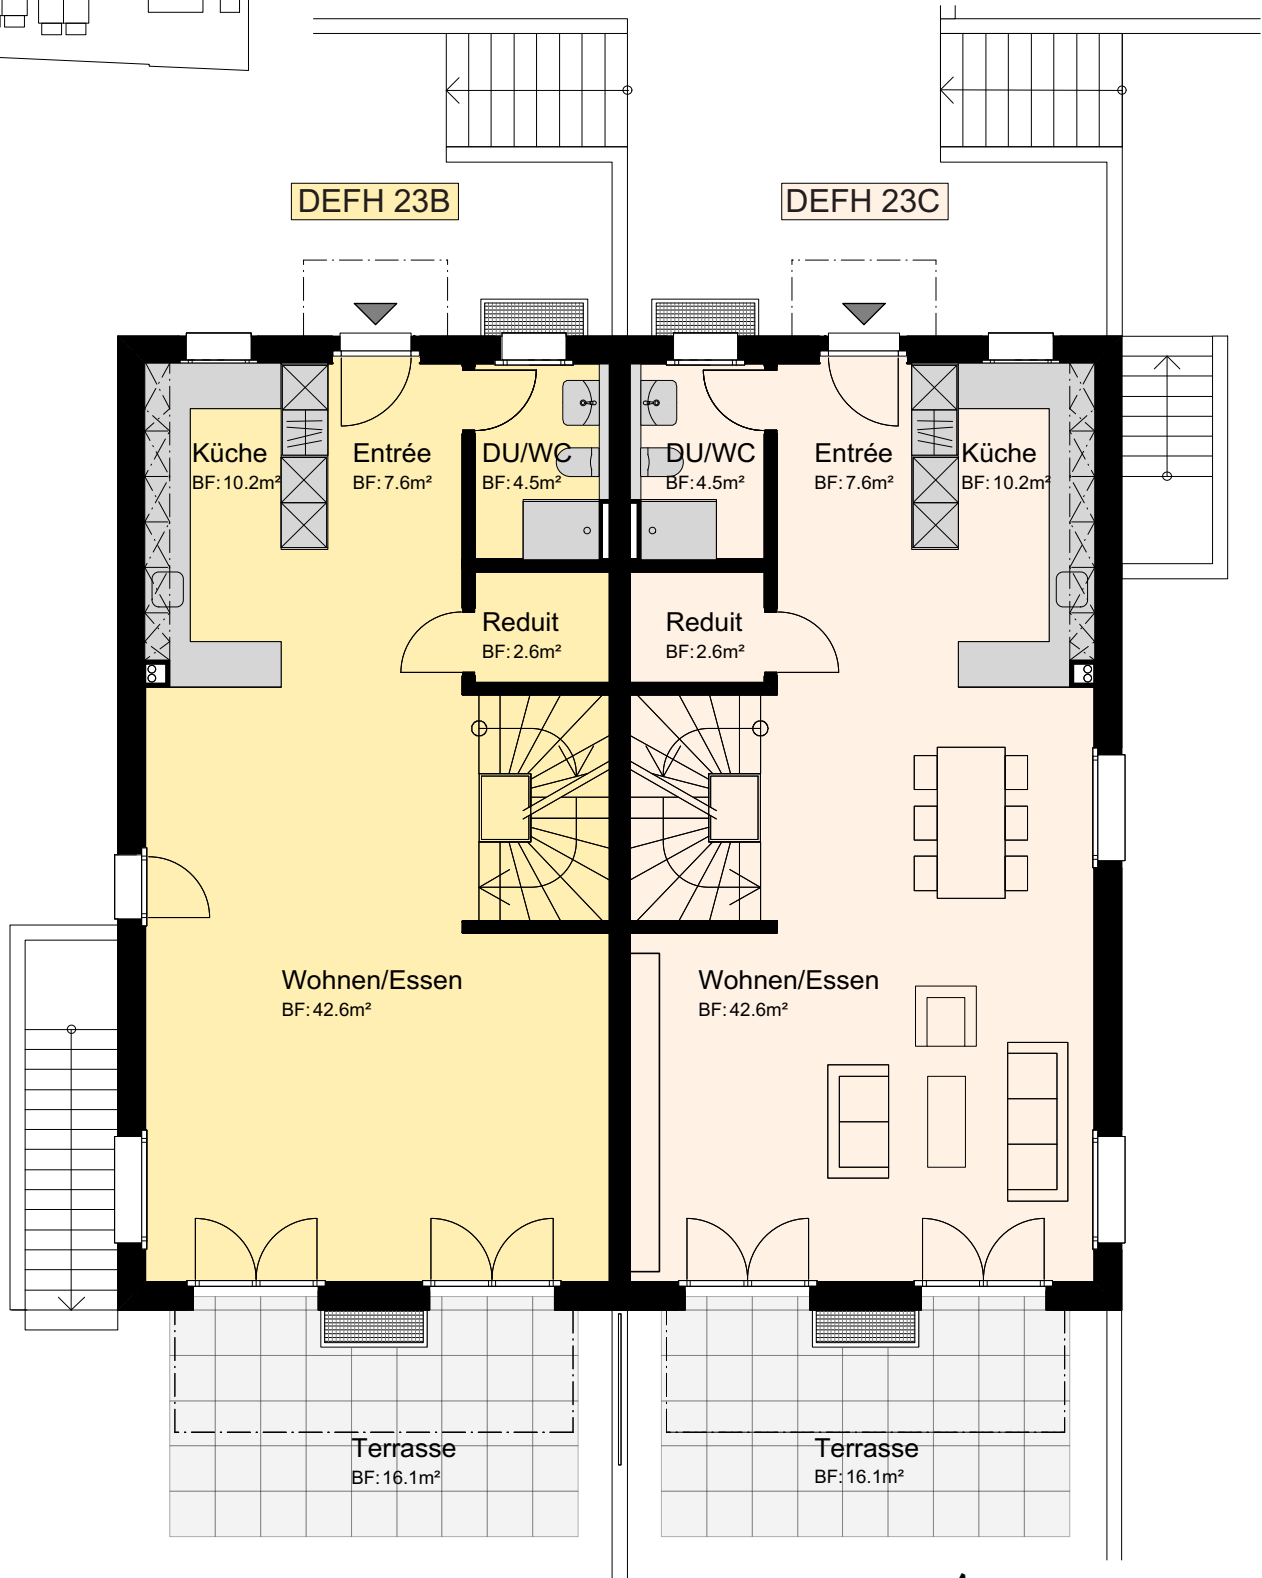 DEFH 23B
DEFH 23C
Küche
BF: 10.2m²
Entrée
BF: 7.6m²
DU/WC
BF: 4.5m²
DU/WC
BF: 4.5m²
Entrée
BF: 7.6m²
Küche
BF: 10.2m²
Reduit
BF: 2.6m²
Reduit
BF: 2.6m²
Wohnen/Essen
BF: 42.6m²
Wohnen/Essen
BF: 42.6m²
Terrasse
BF: 16.1m²
Terrasse
BF: 16.1m²